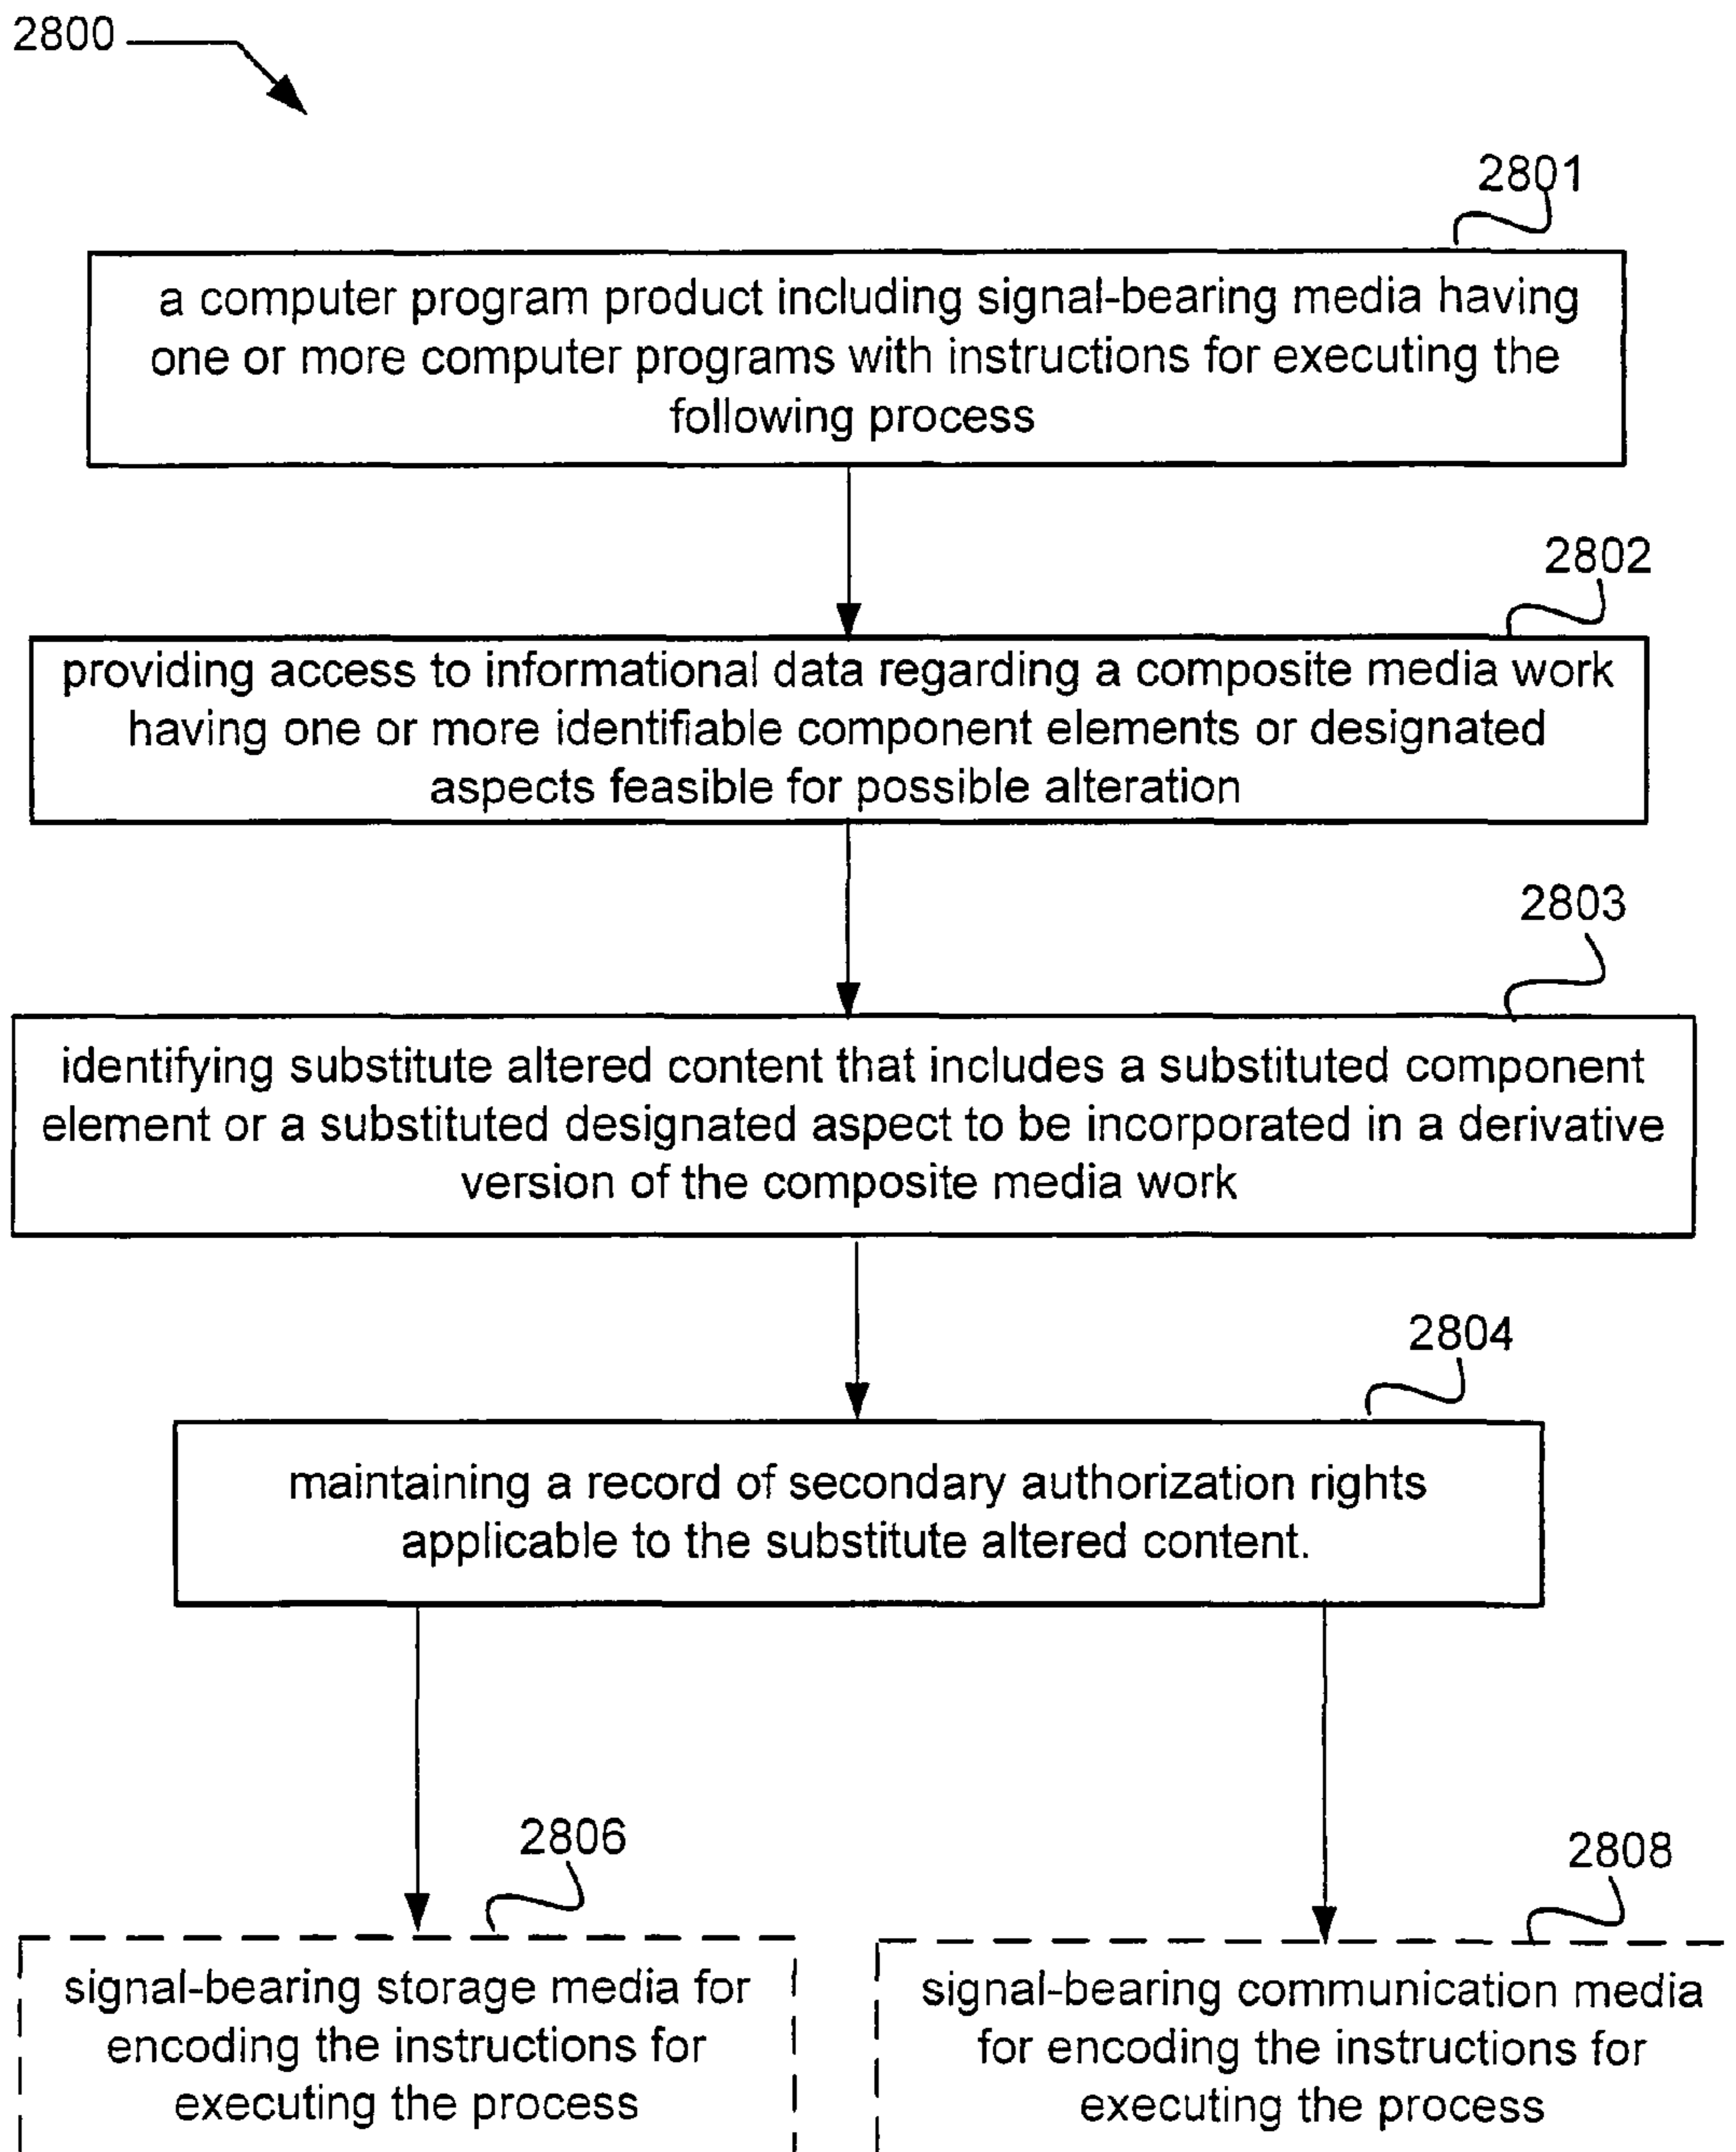 2800
2801
a computer program product including signal-bearing media having
one or more computer programs with instructions for executing the
following process
2802
providing access to informational data regarding a composite media work
having one or more identifiable component elements or designated
aspects feasible for possible alteration
2803
identifying substitute altered content that includes a substituted component
element or a substituted designated aspect to be incorporated in a derivative
version of the composite media work
2804
maintaining a record of secondary authorization rights
applicable to the substitute altered content.
2806
signal-bearing storage media for
encoding the instructions for
executing the process
2808
signal-bearing communication media
for encoding the instructions for
executing the process